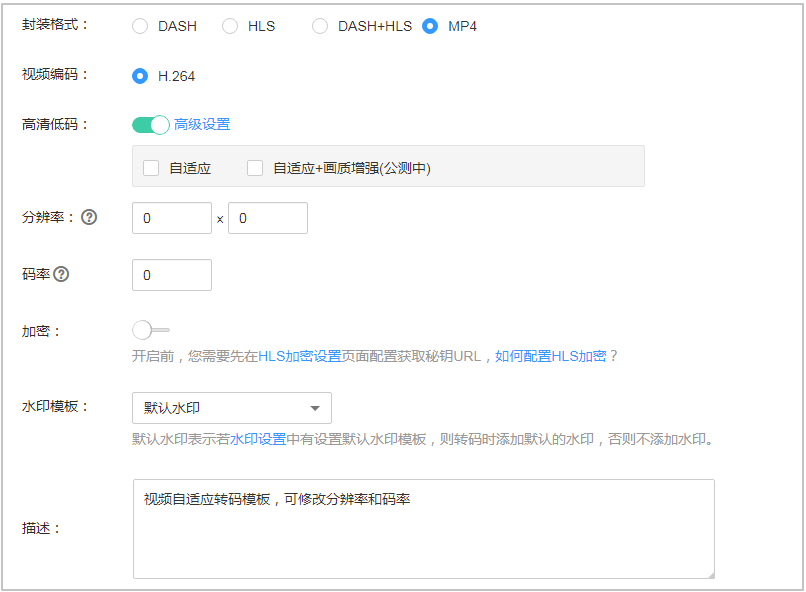 封装格式： DASH HLS DASH+HLS MP4
视频编码： H.264
高清低码： 高级设置
自适应 自适应+画质增强(公测中)
分辨率： ? 0 x 0
码率 ? 0
加密：
开启前，您需要先在HLS加密设置页面配置获取秘钥URL，如何配置HLS加密？
水印模板： 默认水印
默认水印表示若水印设置中有设置默认水印模板，则转码时添加默认的水印，否则不添加水印。
视频自适应转码模板，可修改分辨率和码率
描述：